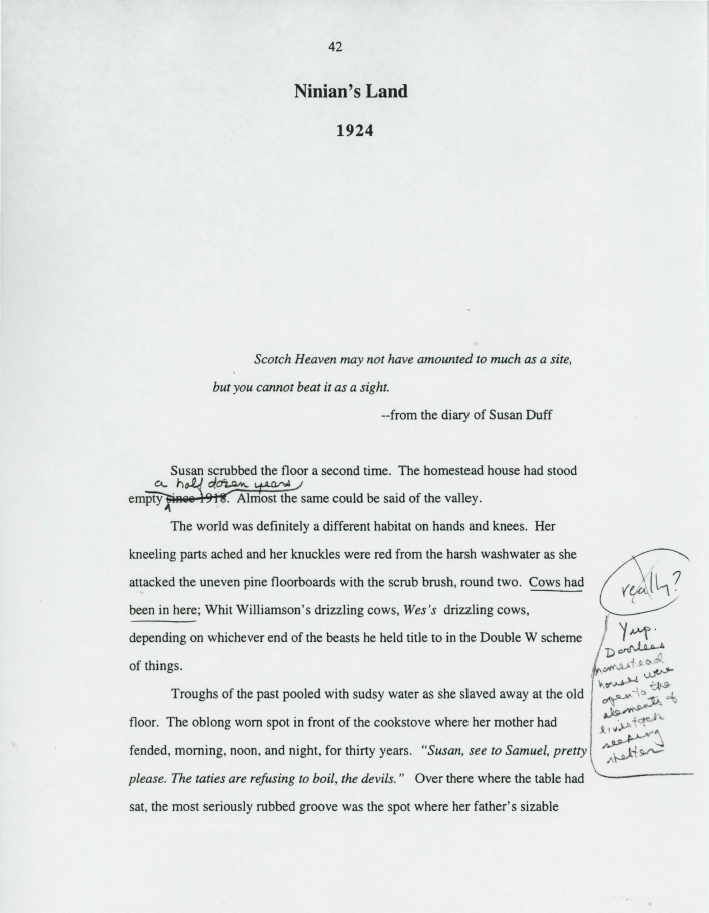 42
Ninian's Land
1924
Scotch Heaven may not have amounted to much as a site,
but you cannot beat it as a sight.
--from the diary of Susan Duff
Susan scrubbed the floor a second time. The homestead house had stood
a half dozen years
empty since 1918. Almost the same could be said of the valley.
The world was definitely a different habitat on hands and knees. Her
kneeling parts ached and her knuckles were red from the harsh washwater as she
attacked the uneven pine floorboards with the scrub brush, round two. Cows had
been in here; Whit Williamson's drizzling cows, Wes's drizzling cows,
depending on whichever end of the beasts he held title to in the Double W scheme
of things.
really?
Yup.
Doorless
homestead
houses were
open to the
elements &
livestock
seeking
shelter
Troughs of the past pooled with sudsy water as she slaved away at the old
floor. The oblong worn spot in front of the cookstove where her mother had
fended, morning, noon, and night, for thirty years. "Susan, see to Samuel, pretty
please. The taties are refusing to boil, the devils." Over there where the table had
sat, the most seriously rubbed groove was the spot where her father's sizable